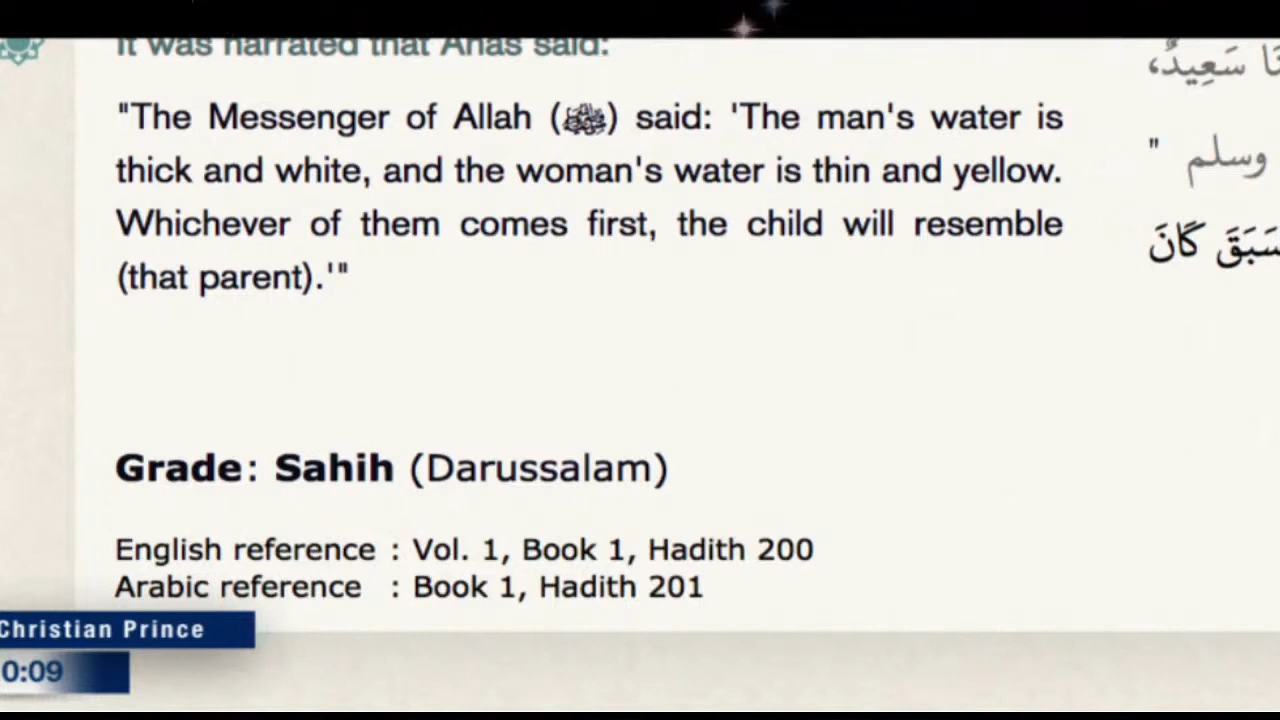 It was narrated that Anas said:
"The Messenger of Allah (ﷺ) said: 'The man's water is
thick and white, and the woman's water is thin and yellow.
Whichever of them comes first, the child will resemble
(that parent).'"
نَا سَعِيدٌ،
وسلم "
سَبَقَ كَانَ
Grade: Sahih (Darussalam)
English reference : Vol. 1, Book 1, Hadith 200
Arabic reference : Book 1, Hadith 201
Christian Prince
0:09